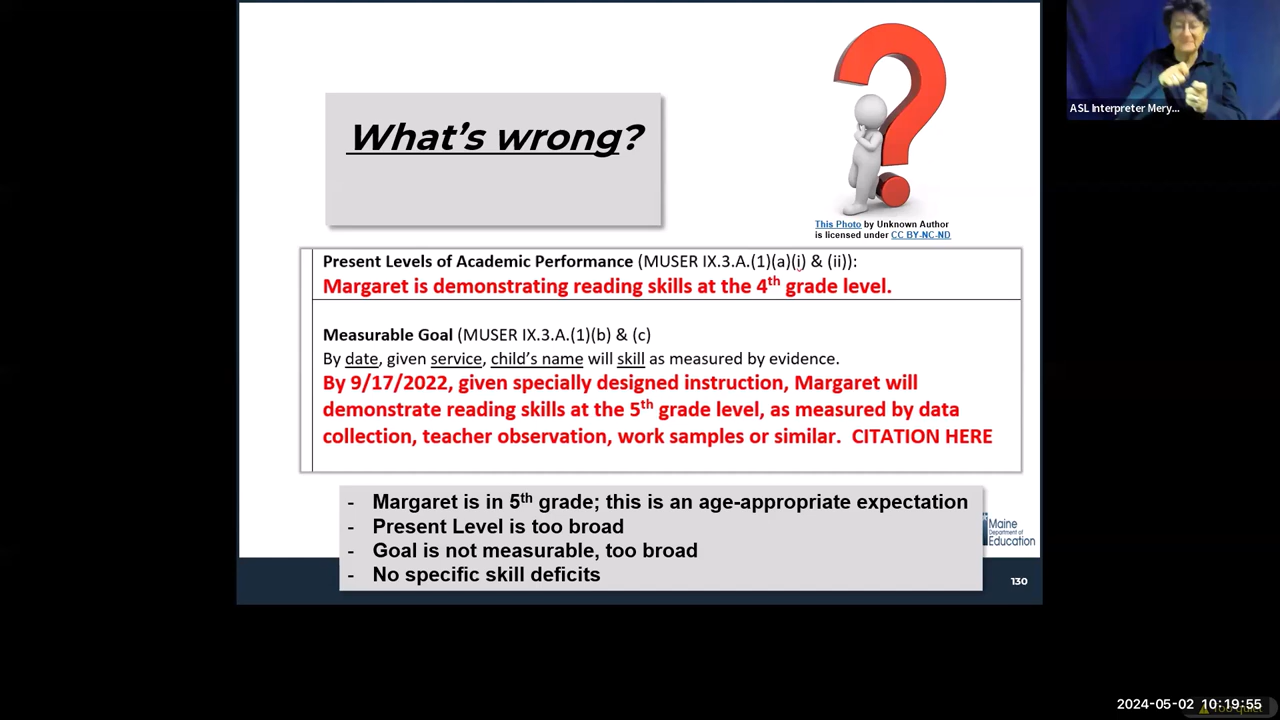 ASL Interpreter Mery...
What's wrong?
This Photo by Unknown Author
is licensed under CC BY-NC-ND
Present Levels of Academic Performance (MUSER IX.3.A.(1)(a)(i) & (ii)):
Margaret is demonstrating reading skills at the 4th grade level.
Measurable Goal (MUSER IX.3.A.(1)(b) & (c)
By date, given service, child's name will skill as measured by evidence.
By 9/17/2022, given specially designed instruction, Margaret will
demonstrate reading skills at the 5th grade level, as measured by data
collection, teacher observation, work samples or similar. CITATION HERE
- Margaret is in 5th grade; this is an age-appropriate expectation
- Present Level is too broad
- Goal is not measurable, too broad
- No specific skill deficits
Maine
Department of
Education
130
2024-05-02 10:19:55